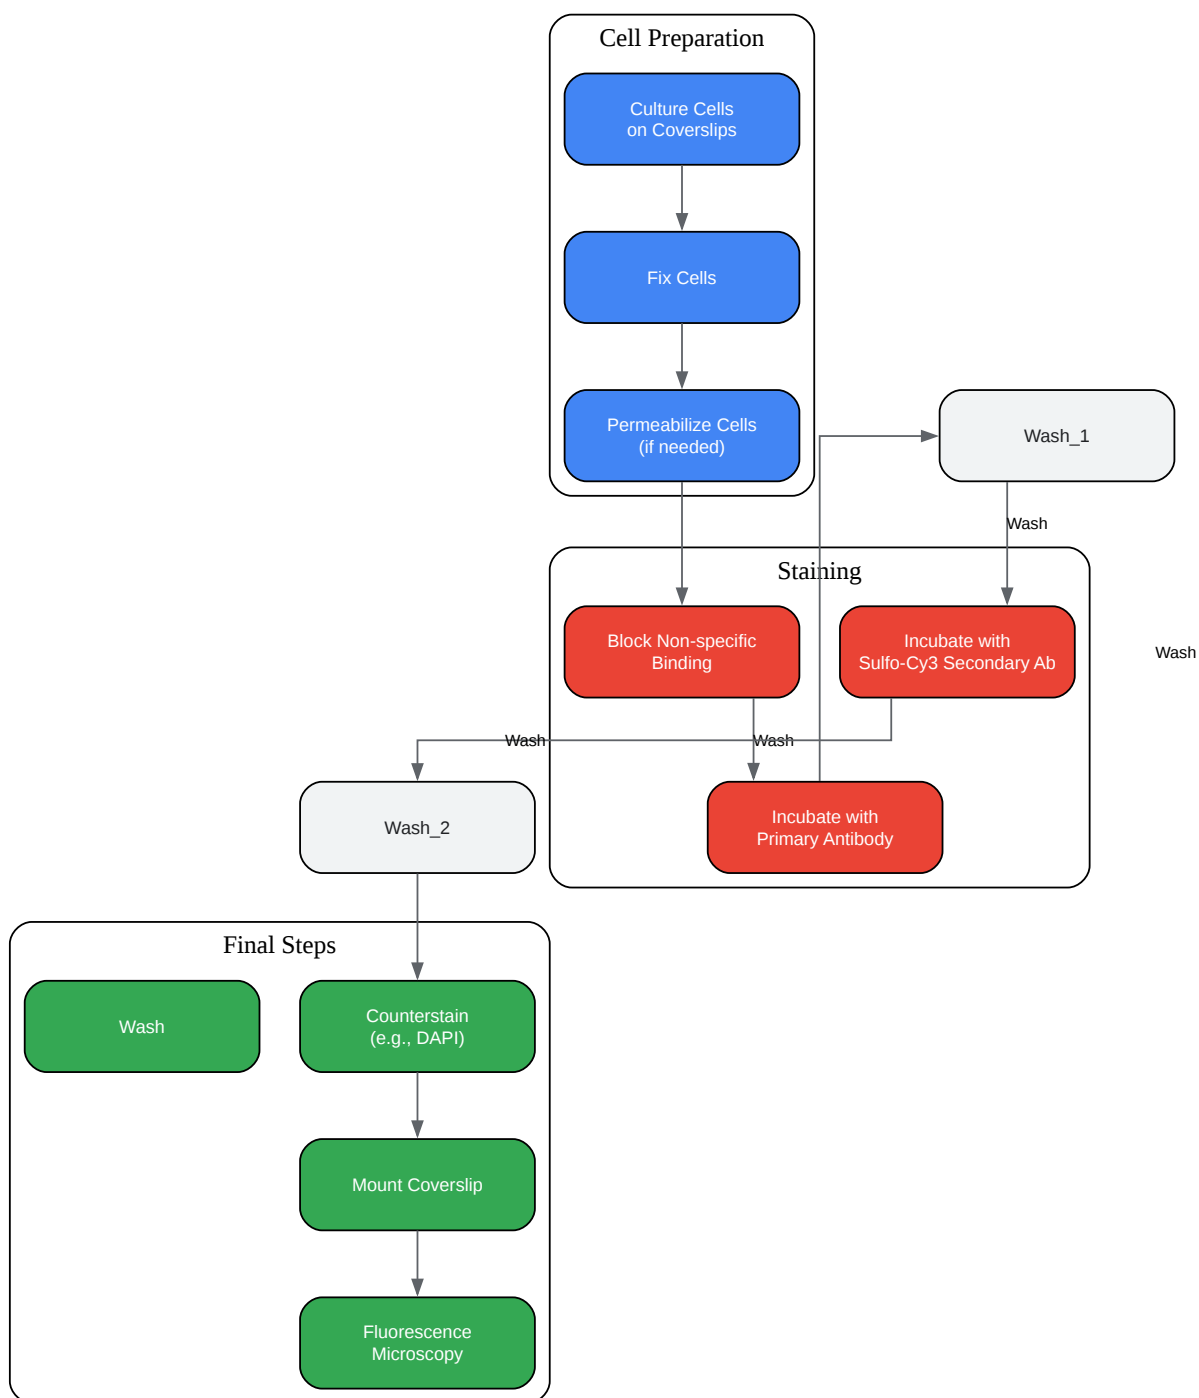 Cell Preparation
Culture Cells
on Coverslips
Fix Cells
Permeabilize Cells
(if needed)
Wash_1
Wash
Staining
Block Non-specific
Binding
Incubate with
Sulfo-Cy3 Secondary Ab
Wash
Wash
Wash
Incubate with
Primary Antibody
Wash_2
Final Steps
Wash
Counterstain
(e.g., DAPI)
Mount Coverslip
Fluorescence
Microscopy